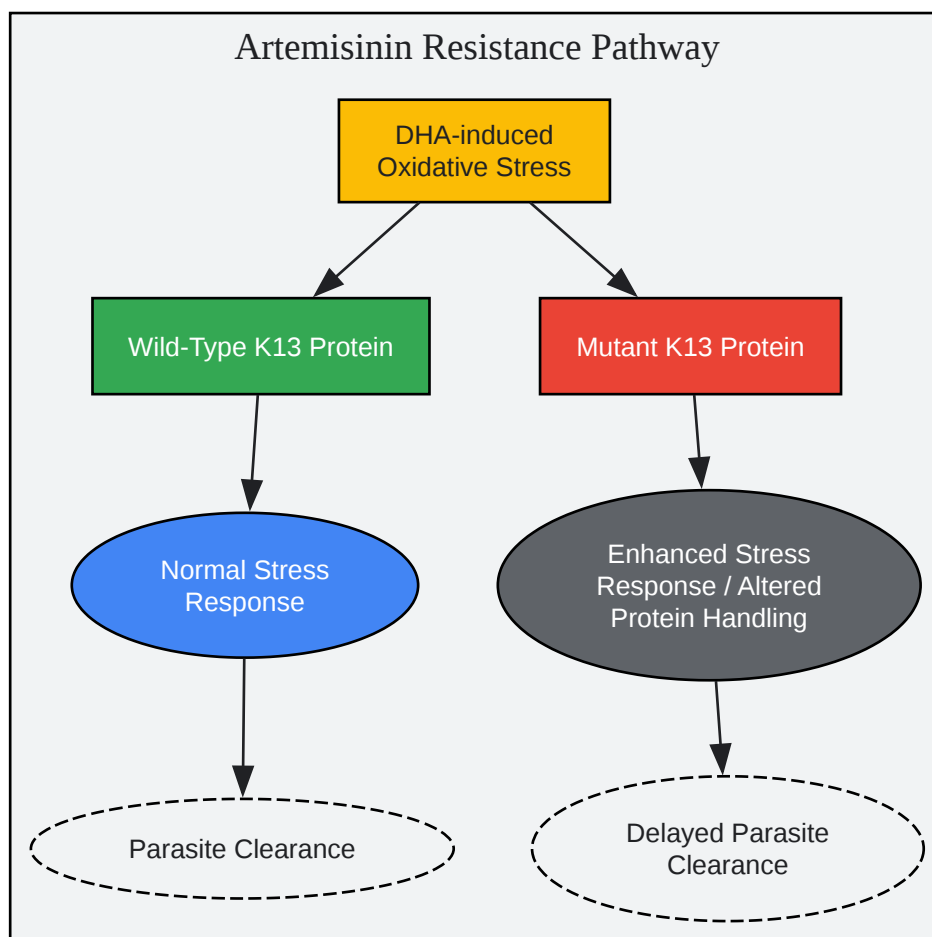 Artemisinin Resistance Pathway
DHA-induced
Oxidative Stress
Wild-Type K13 Protein
Mutant K13 Protein
Normal Stress
Response
Enhanced Stress
Response / Altered
Protein Handling
Parasite Clearance
Delayed Parasite
Clearance